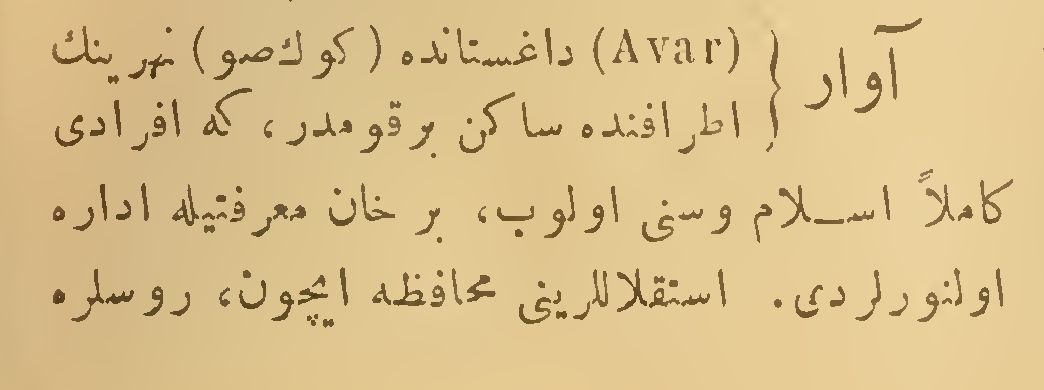 آوار { (Avar) داغستانده (كوك صو) نهرينك
اطرافنده ساكن برقومدر، كه افرادى
كاملاً اســلام وسنى اولوب، بر خان معرفتيله اداره
اولنورلردى. استقلاللرينى محافظه ايچون، روسلره